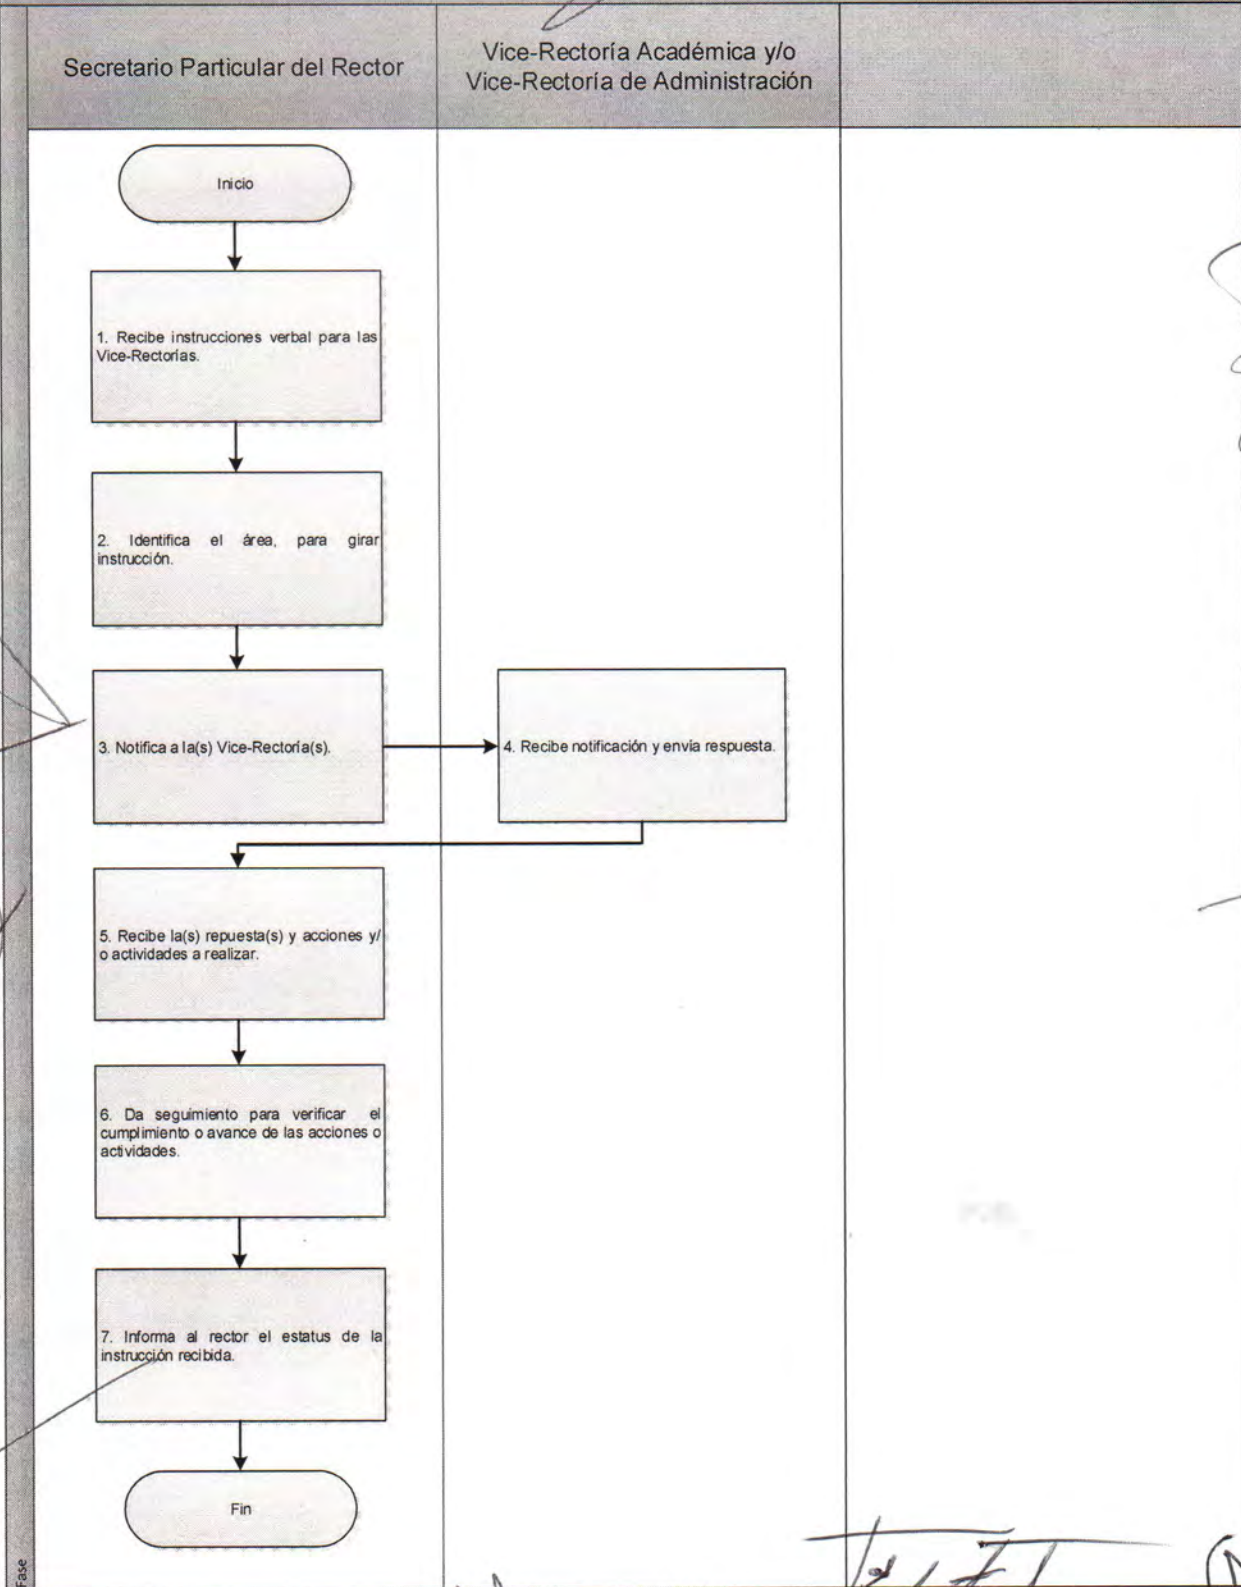 Secretario Particular del Rector
Vice-Rectoría Académica y/o
Vice-Rectoría de Administración
Inicio
1. Recibe instrucciones verbal para las
Vice-Rectorías.
2. Identifica el área, para girar
instrucción.
3. Notifica a la(s) Vice-Rectoría(s).
4. Recibe notificación y envía respuesta.
5. Recibe la(s) repuesta(s) y acciones y/
o actividades a realizar.
6. Da seguimiento para verificar el
cumplimiento o avance de las acciones o
actividades.
7. Informa al rector el estatus de la
instrucción recibida.
Fin
Fase